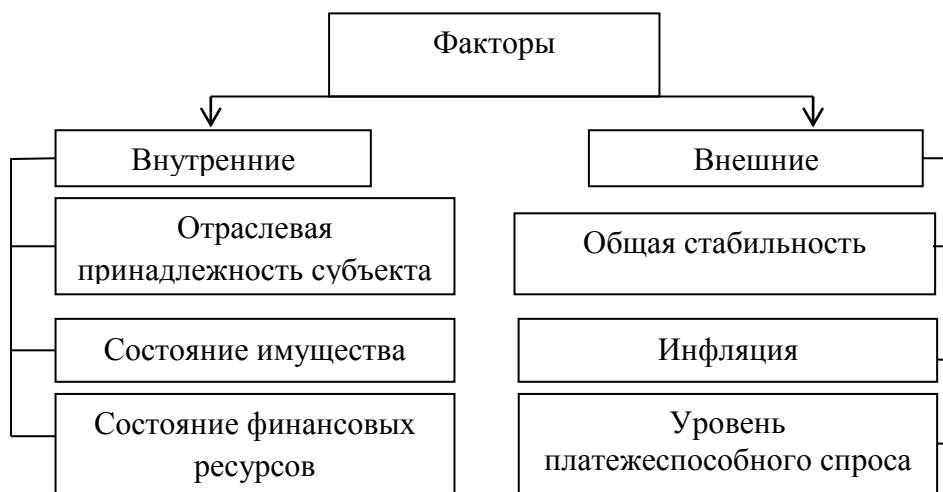 Факторы
Внутренние
Внешние
Отраслевая
принадлежность субъекта
Общая стабильность
Состояние имущества
Инфляция
Состояние финансовых
ресурсов
Уровень
платежеспособного спроса